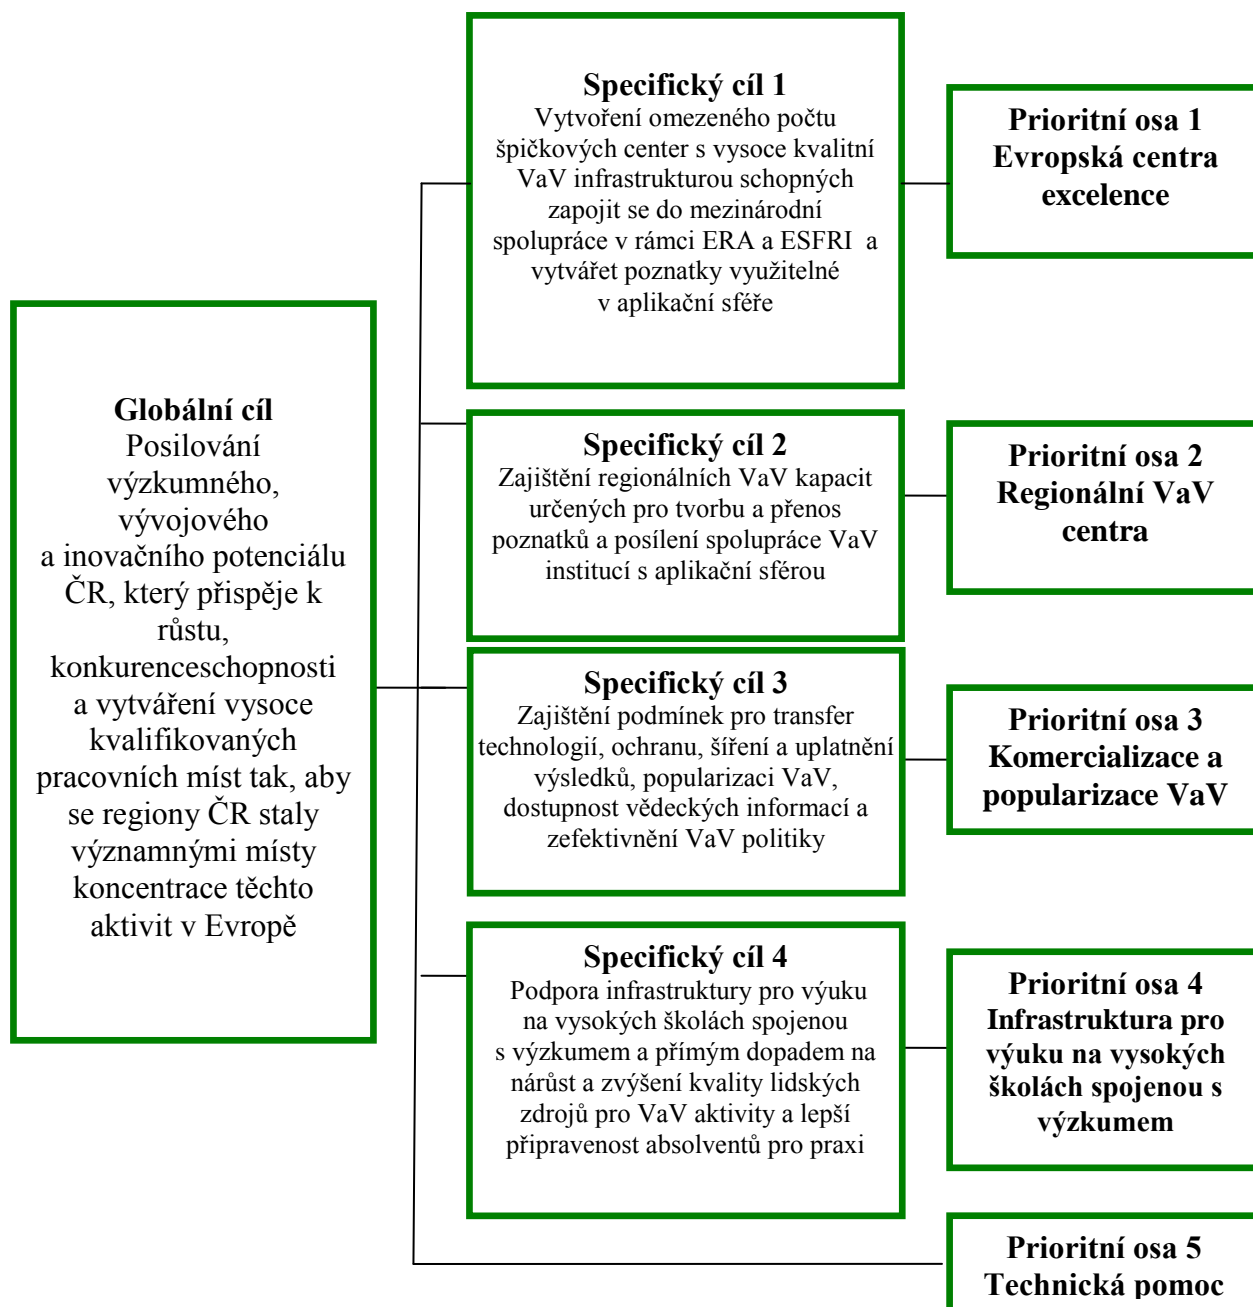 Globální cíl
Posilování
výzkumného,
vývojového
a inovačního potenciálu
ČR, který přispěje k
růstu,
konkurenceschopnosti
a vytváření vysoce
kvalifikovaných
pracovních míst tak, aby
se regiony ČR staly
významnými místy
koncentrace těchto
aktivit v Evropě
Specifický cíl 1
Vytvoření omezeného počtu
špičkových center s vysoce kvalitní
VaV infrastrukturou schopných
zapojit se do mezinárodní
spolupráce v rámci ERA a ESFRI a
vytvářet poznatky využitelné
v aplikační sféře
Prioritní osa 1
Evropská centra
excelence
Specifický cíl 2
Zajištění regionálních VaV kapacit
určených pro tvorbu a přenos
poznatků a posílení spolupráce VaV
institucí s aplikační sférou
Prioritní osa 2
Regionální VaV
centra
Specifický cíl 3
Zajištění podmínek pro transfer
technologií, ochranu, šíření a uplatnění
výsledků, popularizaci VaV,
dostupnost vědeckých informací a
zefektivnění VaV politiky
Prioritní osa 3
Komercializace a
popularizace VaV
Specifický cíl 4
Podpora infrastruktury pro výuku
na vysokých školách spojenou
s výzkumem a přímým dopadem na
nárůst a zvýšení kvality lidských
zdrojů pro VaV aktivity a lepší
připravenost absolventů pro praxi
Prioritní osa 4
Infrastruktura pro
výuku na vysokých
školách spojenou s
výzkumem
Prioritní osa 5
Technická pomoc